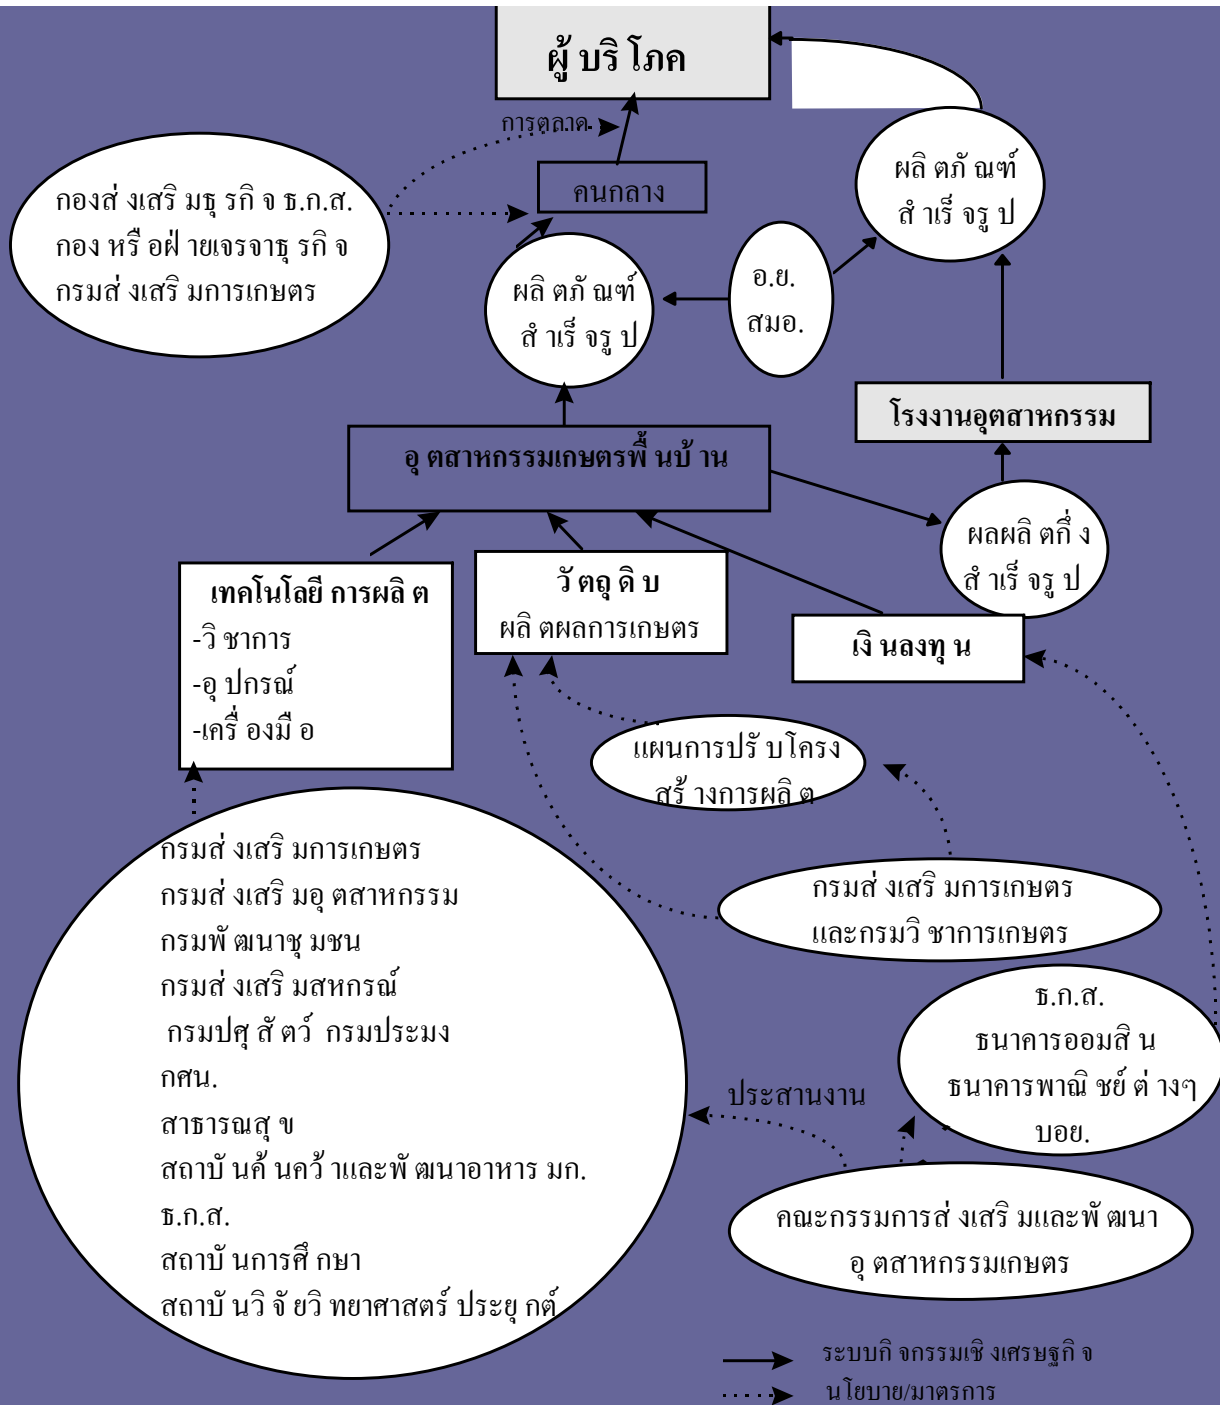 ผู้บริโภค
การตลาด
กองส่งเสริมธุรกิจ ธ.ก.ส.
กอง หรือฝ่ายเจรจาธุรกิจ
กรมส่งเสริมการเกษตร
คนกลาง
ผลิตภัณฑ์
สำเร็จรูป
อ.ย.
สมอ.
ผลิตภัณฑ์
สำเร็จรูป
โรงงานอุตสาหกรรม
อุตสาหกรรมเกษตรพื้นบ้าน
ผลผลิตกึ่ง
สำเร็จรูป
เทคโนโลยีการผลิต
-วิชาการ
-อุปกรณ์
-เครื่องมือ
วัตถุดิบ
ผลิตผลการเกษตร
เงินลงทุน
แผนการปรับโครง
สร้างการผลิต
กรมส่งเสริมการเกษตร
กรมส่งเสริมอุตสาหกรรม
กรมพัฒนาชุมชน
กรมส่งเสริมสหกรณ์
กรมปศุสัตว์ กรมประมง
กศน.
สาธารณสุข
สถาบันค้นคว้าและพัฒนาอาหาร มก.
ธ.ก.ส.
สถาบันการศึกษา
สถาบันวิจัยวิทยาศาสตร์ประยุกต์
กรมส่งเสริมการเกษตร
และกรมวิชาการเกษตร
ธ.ก.ส.
ธนาคารออมสิน
ธนาคารพาณิชย์ต่างๆ
บอย.
ประสานงาน
คณะกรรมการส่งเสริมและพัฒนา
อุตสาหกรรมเกษตร
ระบบกิจกรรมเชิงเศรษฐกิจ
นโยบาย/มาตรการ